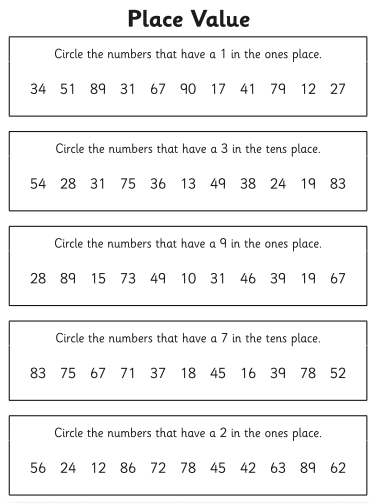 Place Value
Circle the numbers that have a 1 in the ones place.
34 51 89 31 67 90 17 41 79 12 27
Circle the numbers that have a 3 in the tens place.
54 28 31 75 36 13 49 38 24 19 83
Circle the numbers that have a 9 in the ones place.
28 89 15 73 49 10 31 46 39 19 67
Circle the numbers that have a 7 in the tens place.
83 75 67 71 37 18 45 16 39 78 52
Circle the numbers that have a 2 in the ones place.
56 24 12 86 72 78 45 42 63 89 62